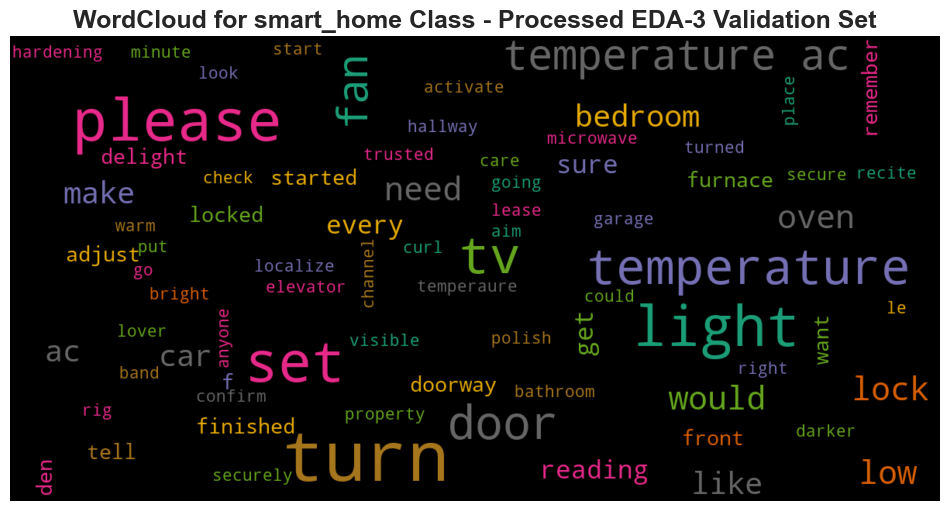 WordCloud for smart_home Class - Processed EDA-3 Validation Set
hardening minute start temperature ac
look fan activate place remember
please hallway bedroom microwave
delight trusted care sure turned
check started need going furnace secure recite
make locked lease garage oven
warm every aim
adjust put curl tv
go localize channel temperature
bright elevator temperaure could le
lover anyone visible polish get light want
ac car set right
band f confirm doorway bathroom would lock
rig finished property door front darker
tell turn reading low
den securely like